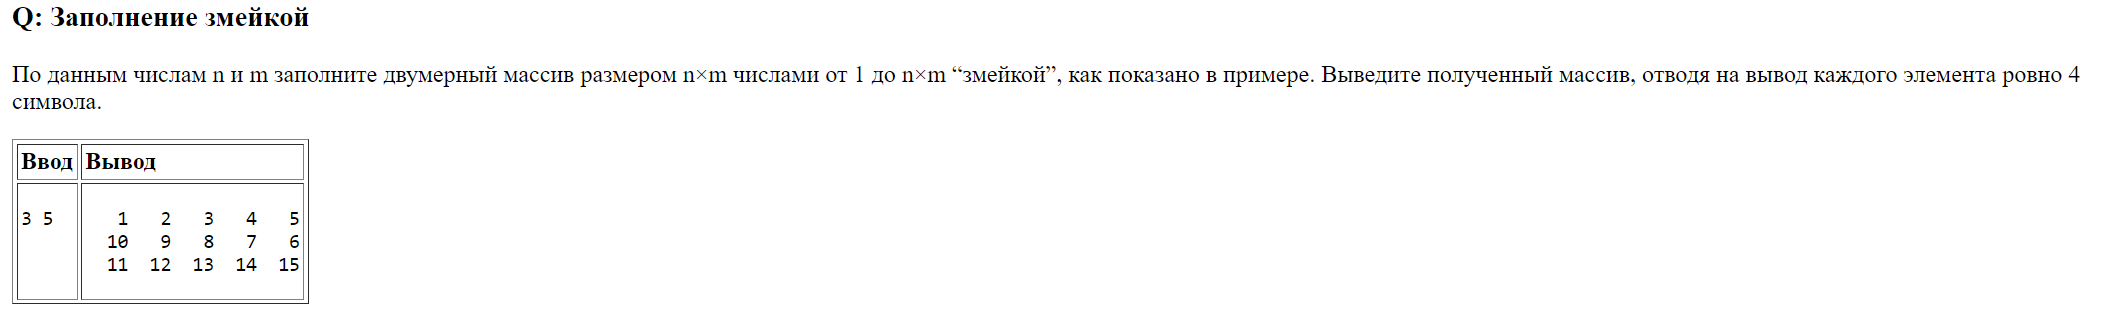 Q: Заполнение змейкой
По данным числам n и m заполните двумерный массив размером n×m числами от 1 до n×m “змейкой”, как показано в примере. Выведите полученный массив, отводя на вывод каждого элемента ровно 4
символа.
Ввод Вывод
3 5    1   2   3   4   5
  10   9   8   7   6
  11  12  13  14  15